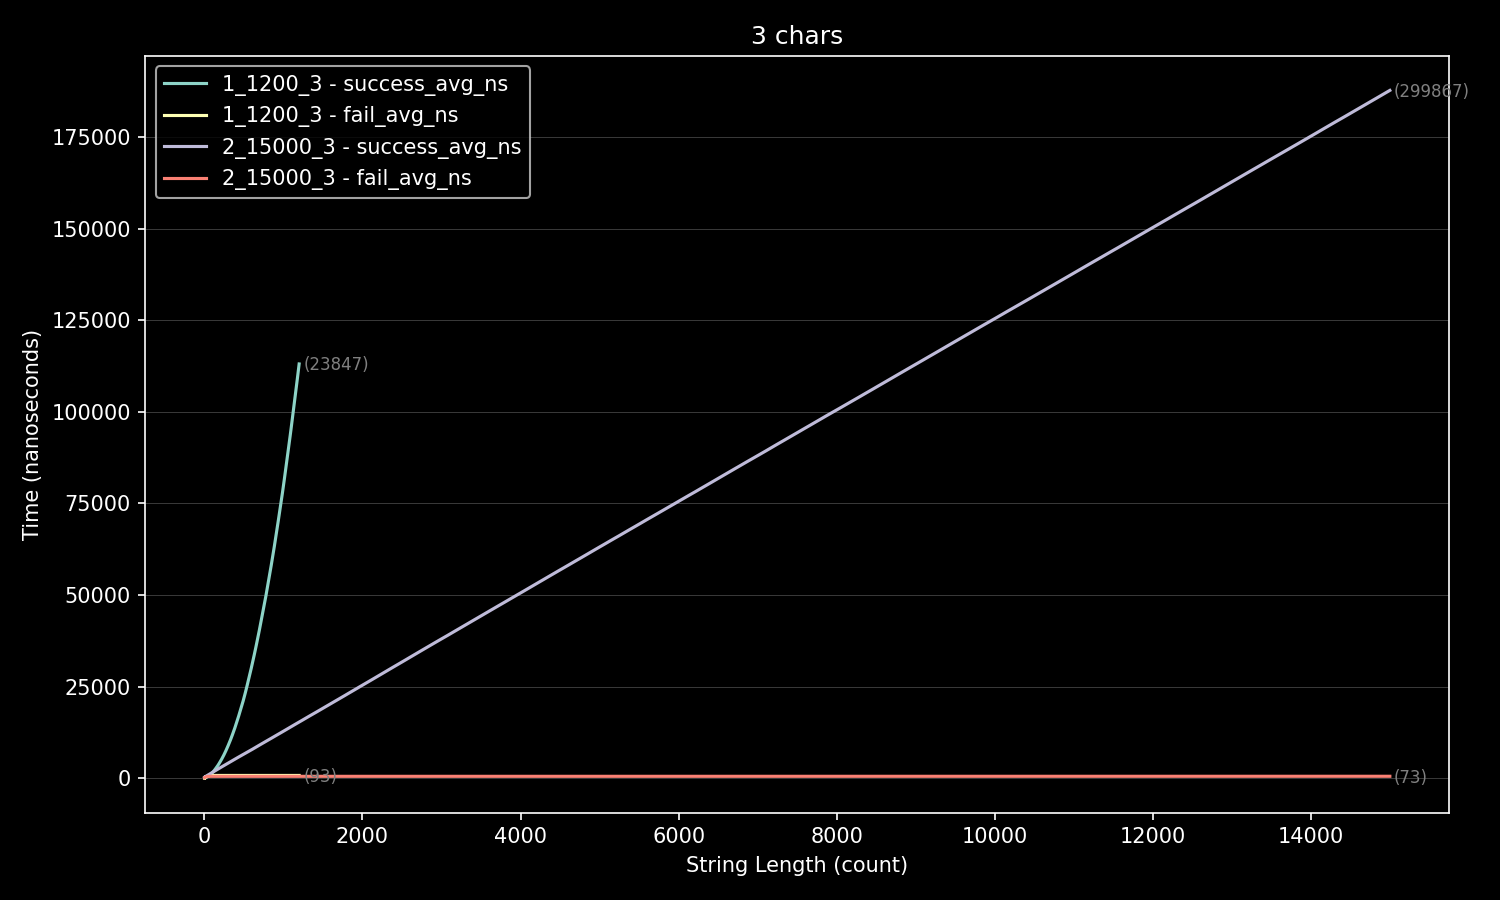 3 chars
1_1200_3 - success_avg_ns
1_1200_3 - fail_avg_ns
2_15000_3 - success_avg_ns
2_15000_3 - fail_avg_ns
(299867)
175000
150000
125000
(23847)
100000
75000
50000
25000
0
(93)
(73)
Time (nanoseconds)
0
2000
4000
6000
8000
10000
12000
14000
String Length (count)